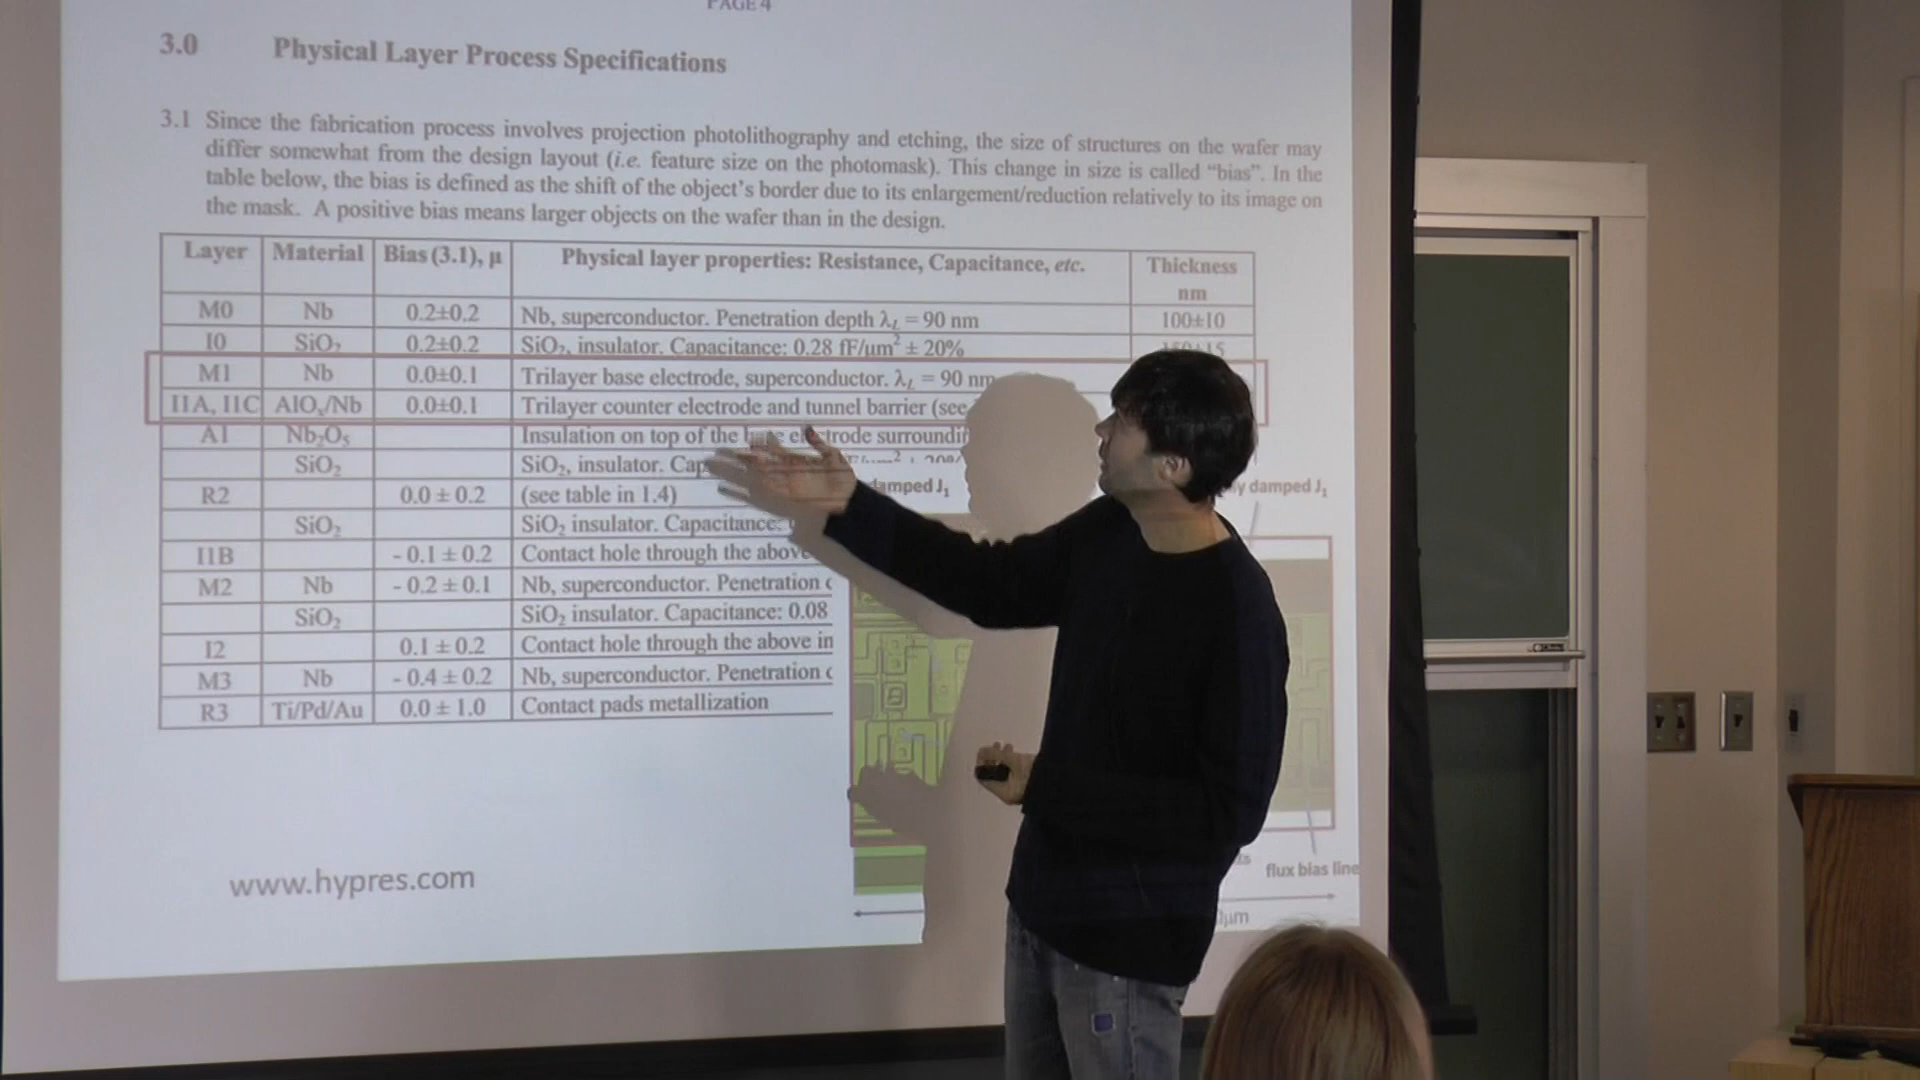 PAGE 4
3.0 Physical Layer Process Specifications
3.1 Since the fabrication process involves projection photolithography and etching, the size of structures on the wafer may
differ somewhat from the design layout (i.e. feature size on the photomask). This change in size is called “bias”. In the
table below, the bias is defined as the shift of the object’s border due to its enlargement/reduction relatively to its image on
the mask. A positive bias means larger objects on the wafer than in the design.
Layer Material Bias (3.1), µ Physical layer properties: Resistance, Capacitance, etc. Thickness
nm
M0 Nb 0.2±0.2 Nb, superconductor. Penetration depth λL = 90 nm 100±10
I0 SiO2 0.2±0.2 SiO2, insulator. Capacitance: 0.28 fF/µm² ± 20%
M1 Nb 0.0±0.1 Trilayer base electrode, superconductor. λL = 90 nm
I1A, I1C AlOx/Nb 0.0±0.1 Trilayer counter electrode and tunnel barrier (see
A1 Nb2O5 Insulation on top of the
SiO2 SiO2, insulator.
R2 0.0 ± 0.2 (see table in 1.4)
damped J1
damped J1
SiO2 SiO2 insulator. Capacitance:
I1B - 0.1 ± 0.2 Contact hole through the above
M2 Nb - 0.2 ± 0.1 Nb, superconductor. Penetration
SiO2 SiO2 insulator. Capacitance: 0.08
I2 0.1 ± 0.2 Contact hole through the above
M3 Nb - 0.4 ± 0.2 Nb, superconductor. Penetration
R3 Ti/Pd/Au 0.0 ± 1.0 Contact pads metallization
flux bias line
www.hypres.com
µm